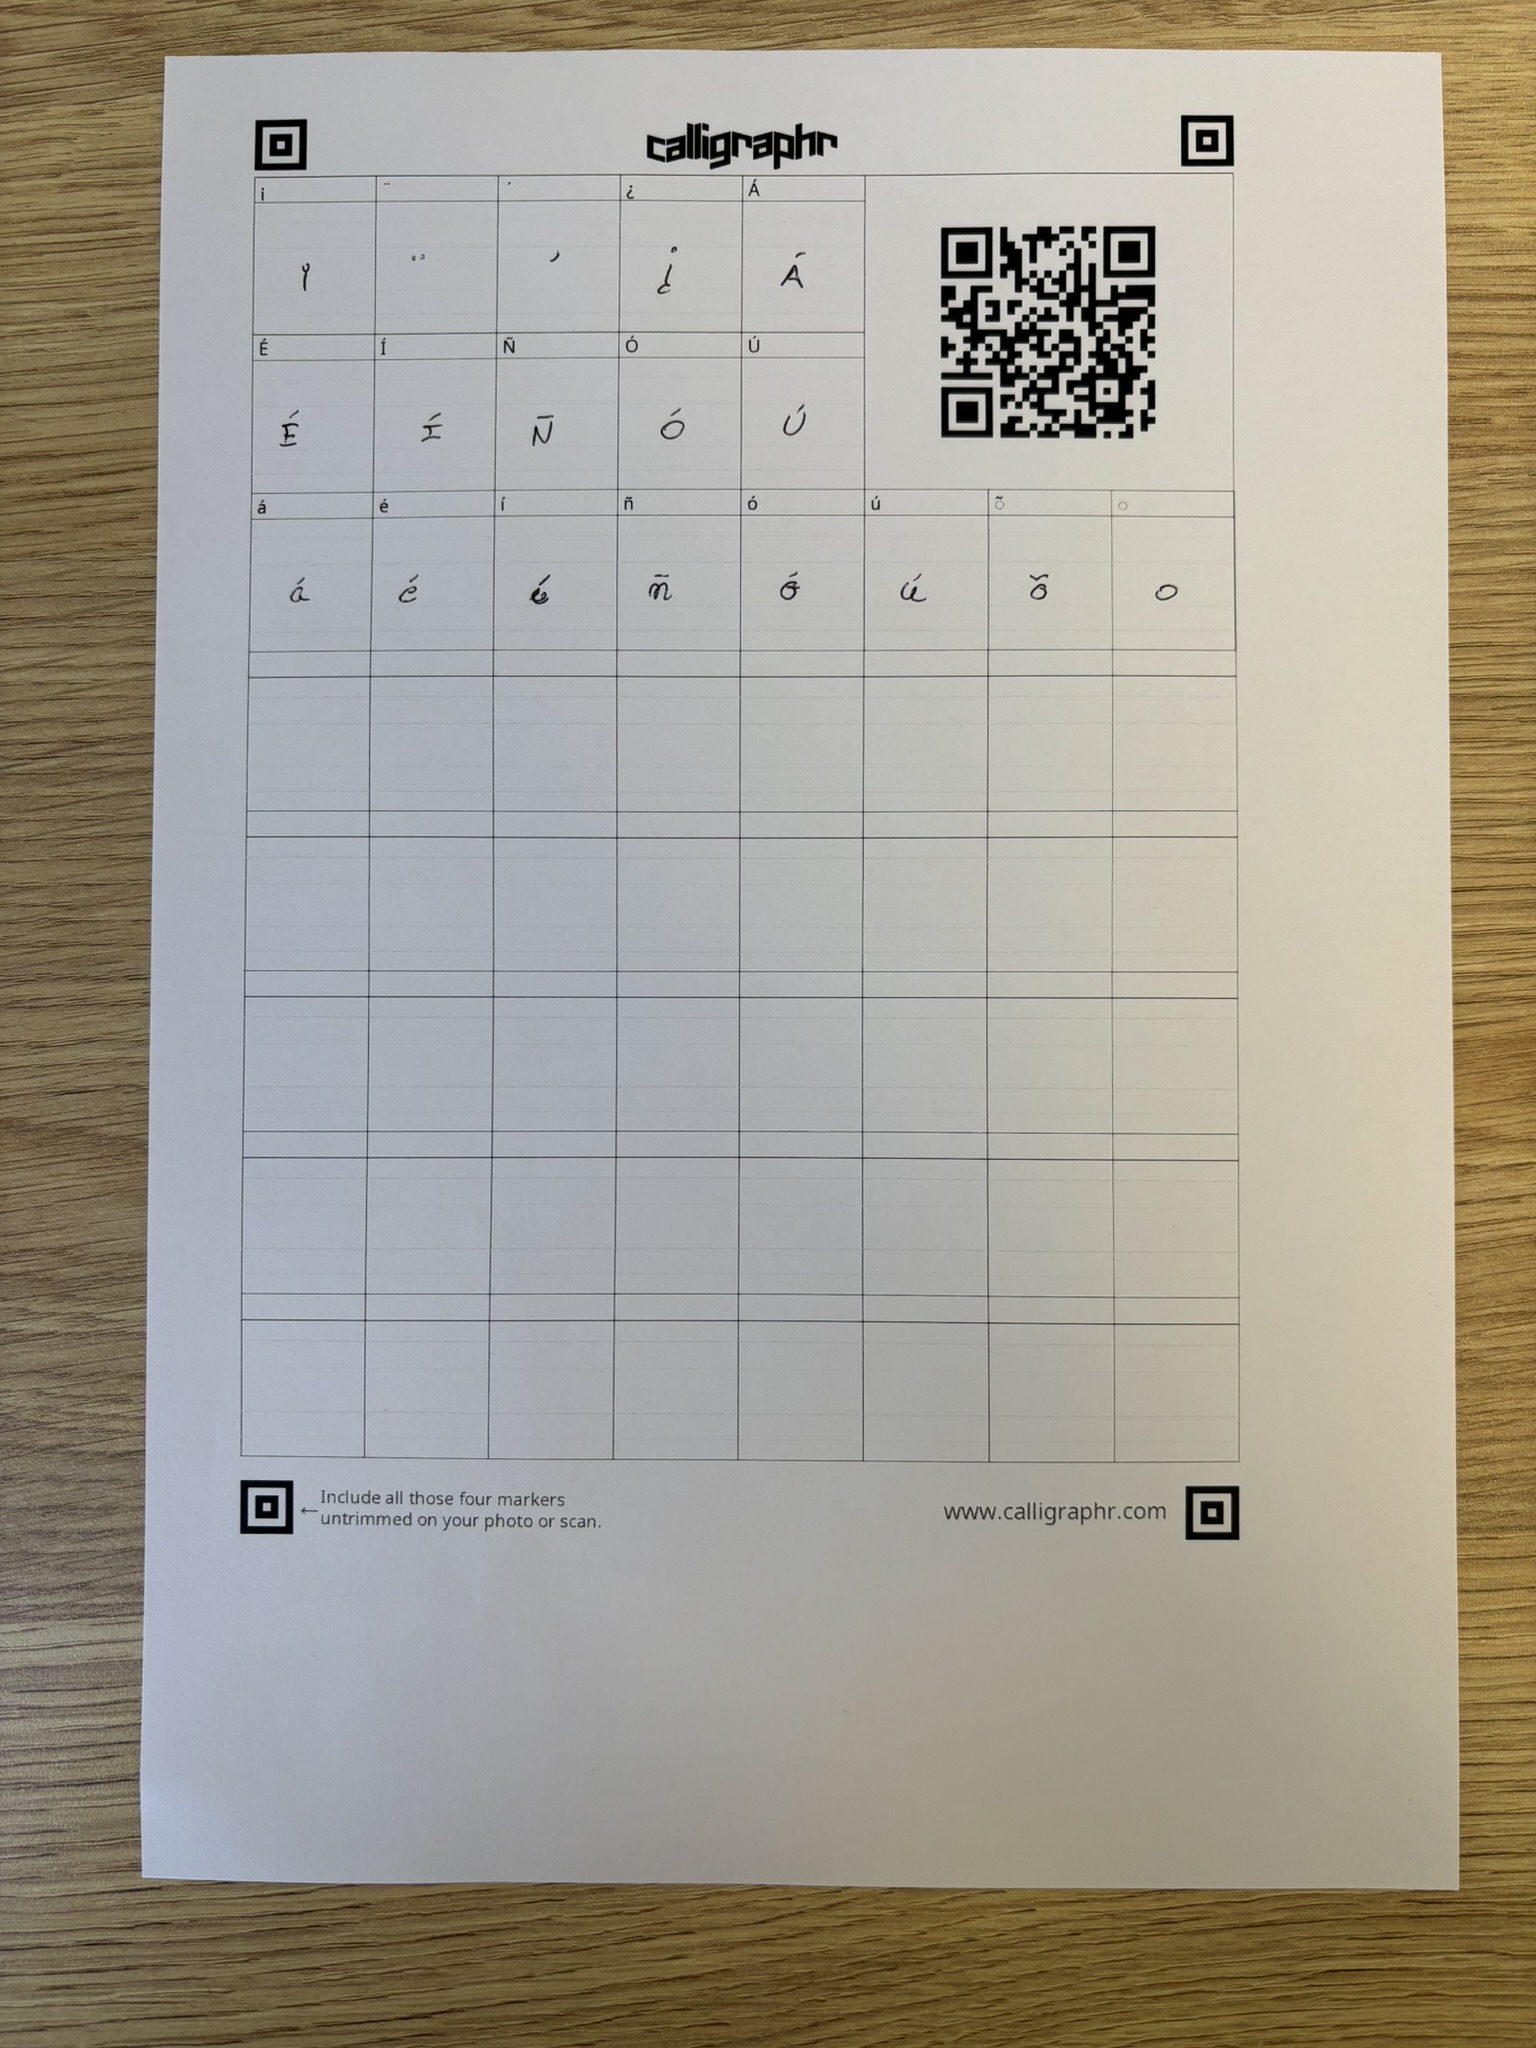 calligraphr
¡ ¨ ´ ¿ Á
¨ ´ ¿ Á
É Í Ñ Ó Ú
É Í Ñ Ó Ú
á é í ñ ó ú õ o
á é é ñ ó ú õ o
← Include all those four markers
untrimmed on your photo or scan.
www.calligraphr.com